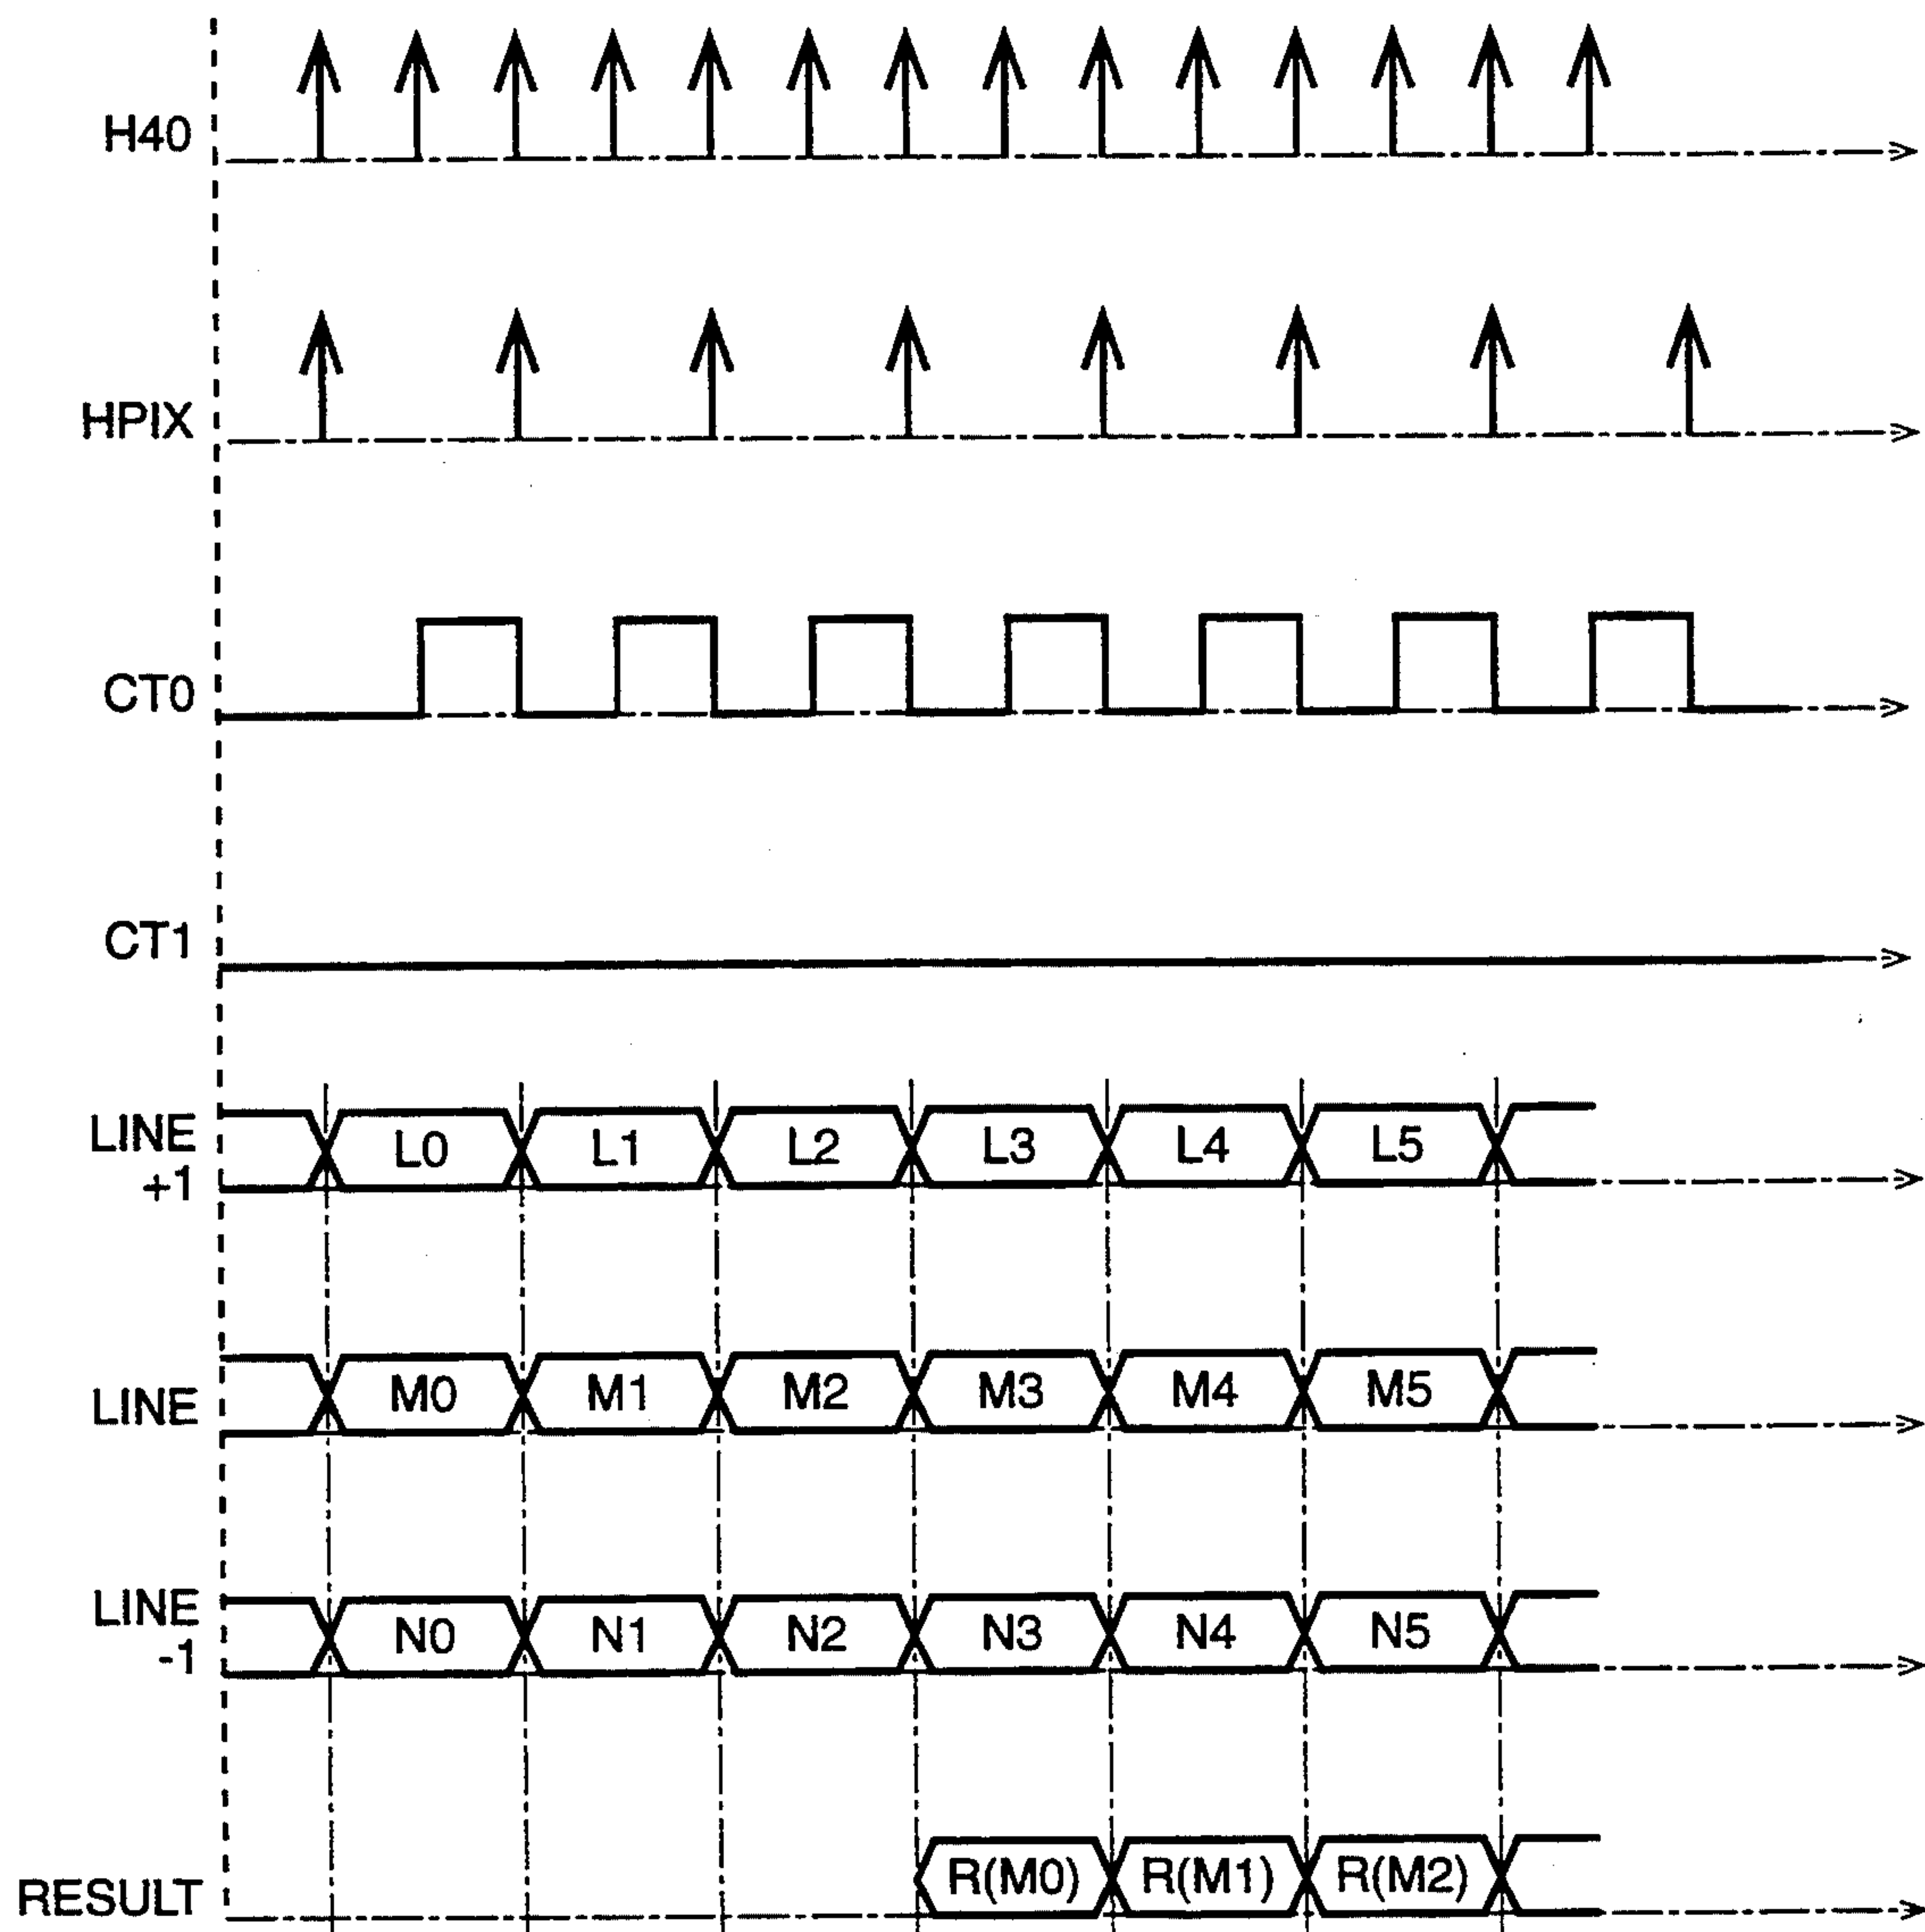 H40
HPIX
CT0
CT1
LINE +1 L0 L1 L2 L3 L4 L5
LINE M0 M1 M2 M3 M4 M5
LINE -1 N0 N1 N2 N3 N4 N5
RESULT R(M0) R(M1) R(M2)